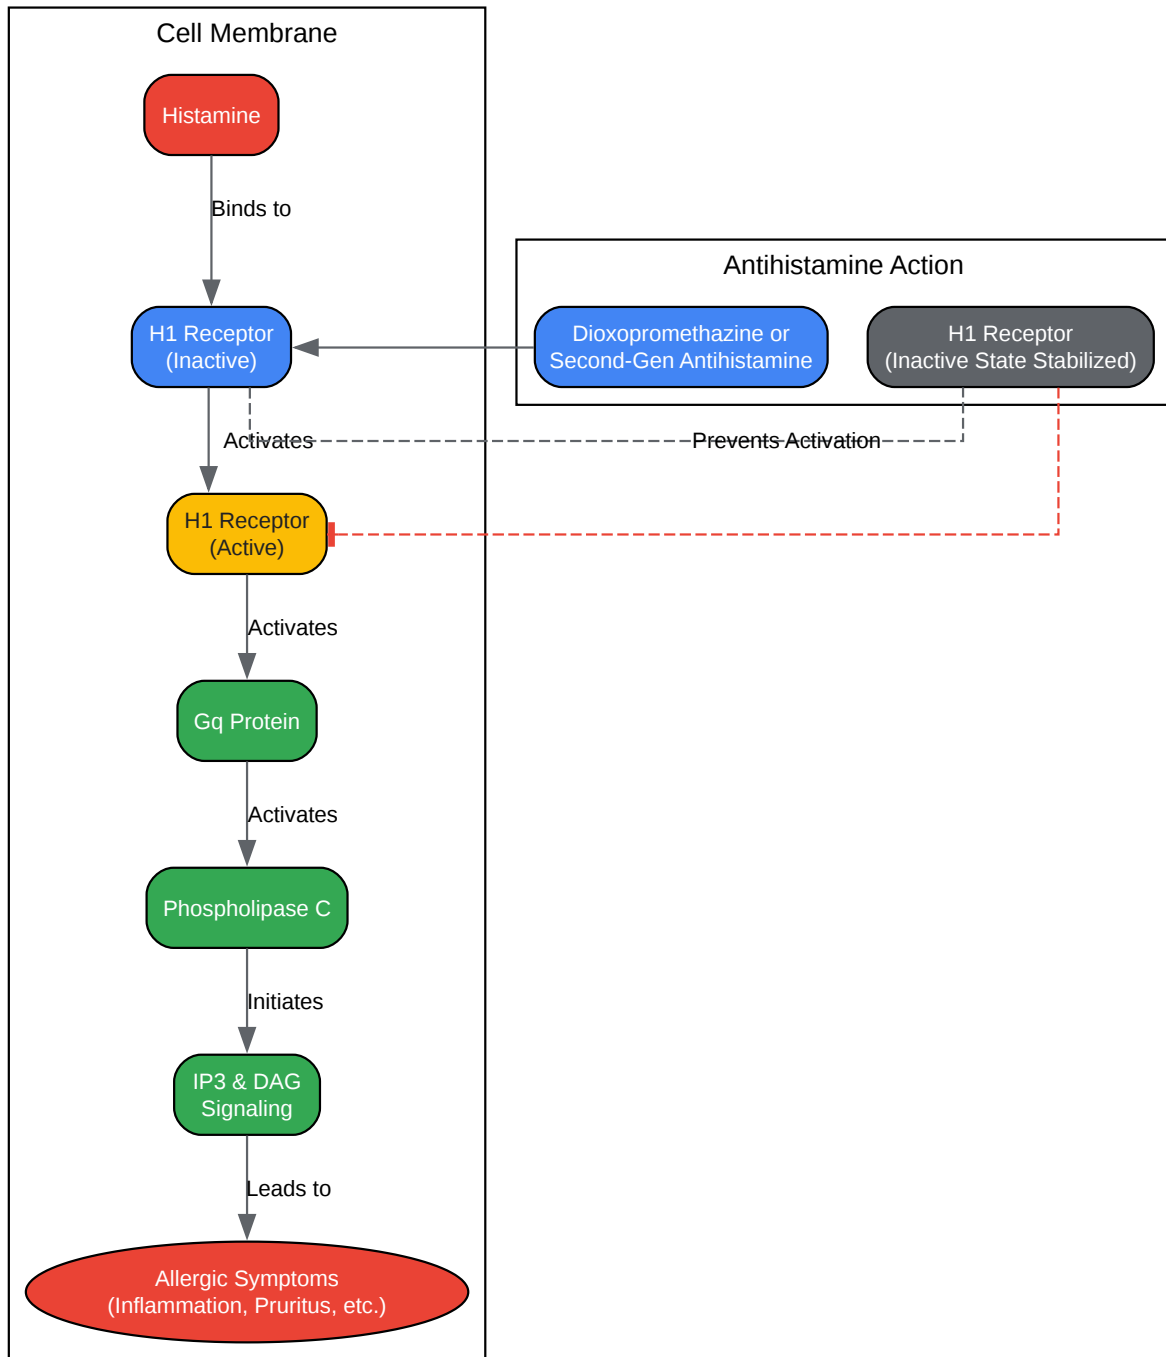 Cell Membrane
Histamine
Binds to
Antihistamine Action
H1 Receptor
(Inactive)
Dioxopromethazine or
Second-Gen Antihistamine
H1 Receptor
(Inactive State Stabilized)
Activates
Prevents Activation
H1 Receptor
(Active)
Activates
Gq Protein
Activates
Phospholipase C
Initiates
IP3 & DAG
Signaling
Leads to
Allergic Symptoms
(Inflammation, Pruritus, etc.)